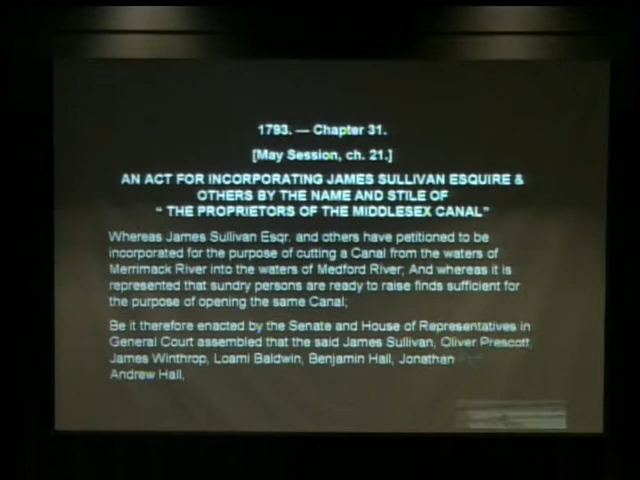 1793. — Chapter 31.
[May Session, ch. 21.]
AN ACT FOR INCORPORATING JAMES SULLIVAN ESQUIRE &
OTHERS BY THE NAME AND STILE OF
“ THE PROPRIETORS OF THE MIDDLESEX CANAL”
Whereas James Sullivan Esqr. and others have petitioned to be
incorporated for the purpose of cutting a Canal from the waters of
Merrimack River into the waters of Medford River; And whereas it is
represented that sundry persons are ready to raise finds sufficient for
the purpose of opening the same Canal;
Be it therefore enacted by the Senate and House of Representatives in
General Court assembled that the said James Sullivan, Oliver Prescott,
James Winthrop, Loami Baldwin, Benjamin Hall, Jonathan
Andrew Hall,